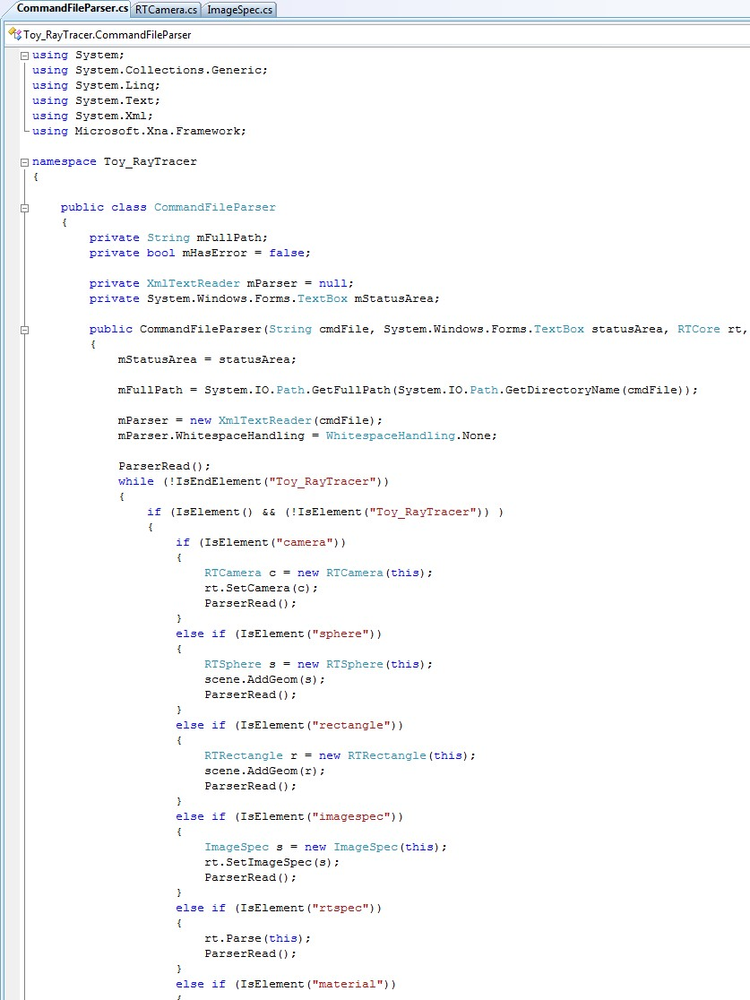 CommandFileParser.cs RTCamera.cs ImageSpec.cs
Toy_RayTracer.CommandFileParser
using System;
using System.Collections.Generic;
using System.Linq;
using System.Text;
using System.Xml;
using Microsoft.Xna.Framework;

namespace Toy_RayTracer
{

    public class CommandFileParser
    {
        private String mFullPath;
        private bool mHasError = false;

        private XmlTextReader mParser = null;
        private System.Windows.Forms.TextBox mStatusArea;

        public CommandFileParser(String cmdFile, System.Windows.Forms.TextBox statusArea, RTCore rt,
        {
            mStatusArea = statusArea;

            mFullPath = System.IO.Path.GetFullPath(System.IO.Path.GetDirectoryName(cmdFile));

            mParser = new XmlTextReader(cmdFile);
            mParser.WhitespaceHandling = WhitespaceHandling.None;

            ParserRead();
            while (!IsEndElement("Toy_RayTracer"))
            {
                if (IsElement() && (!IsElement("Toy_RayTracer")) )
                {
                    if (IsElement("camera"))
                    {
                        RTCamera c = new RTCamera(this);
                        rt.SetCamera(c);
                        ParserRead();
                    }
                    else if (IsElement("sphere"))
                    {
                        RTSphere s = new RTSphere(this);
                        scene.AddGeom(s);
                        ParserRead();
                    }
                    else if (IsElement("rectangle"))
                    {
                        RTRectangle r = new RTRectangle(this);
                        scene.AddGeom(r);
                        ParserRead();
                    }
                    else if (IsElement("imagespec"))
                    {
                        ImageSpec s = new ImageSpec(this);
                        rt.SetImageSpec(s);
                        ParserRead();
                    }
                    else if (IsElement("rtspec"))
                    {
                        rt.Parse(this);
                        ParserRead();
                    }
                    else if (IsElement("material"))
                    {